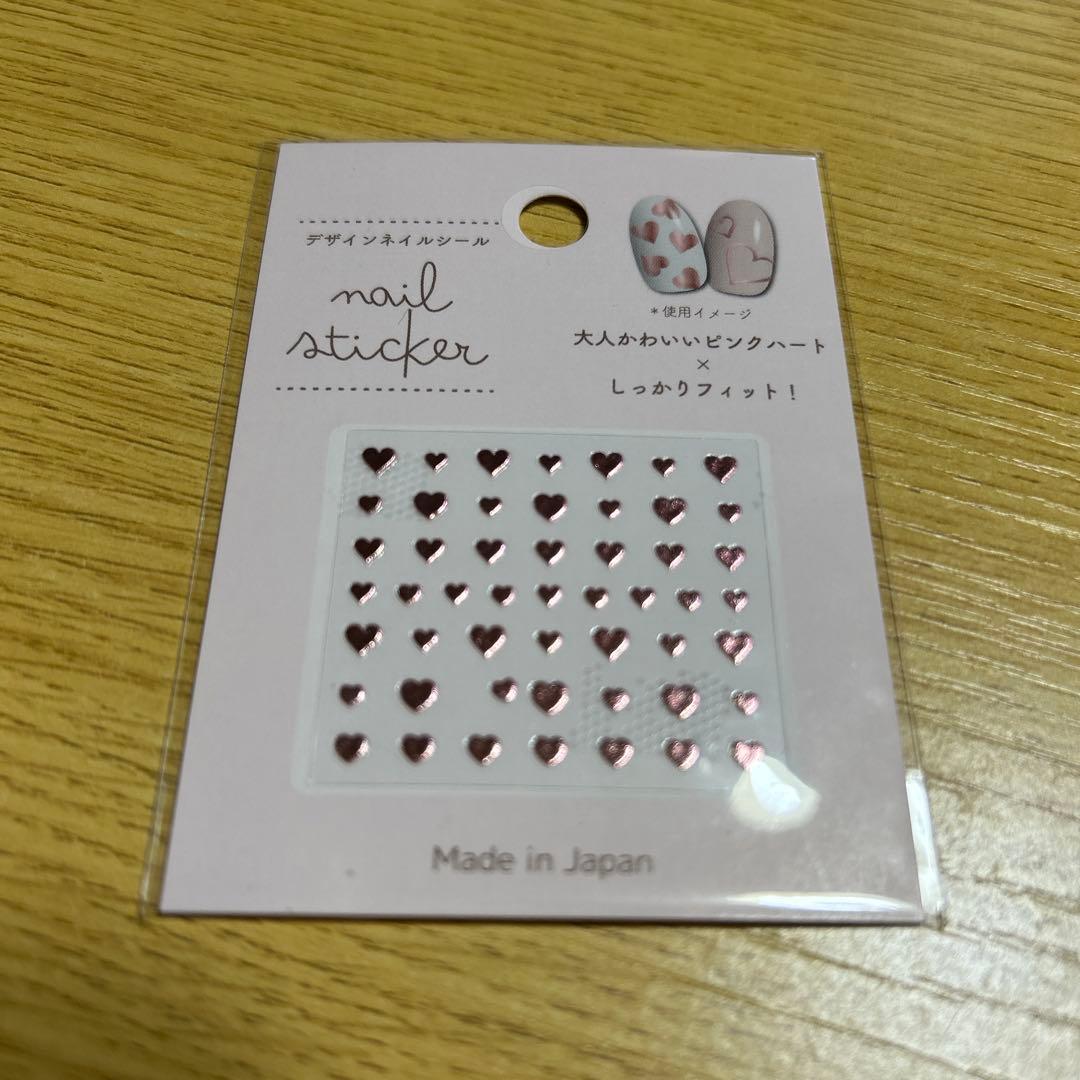 デザインネイルシール
nail
sticker
*使用イメージ
大人かわいいピンクハート
×
しっかりフィット！
Made in Japan